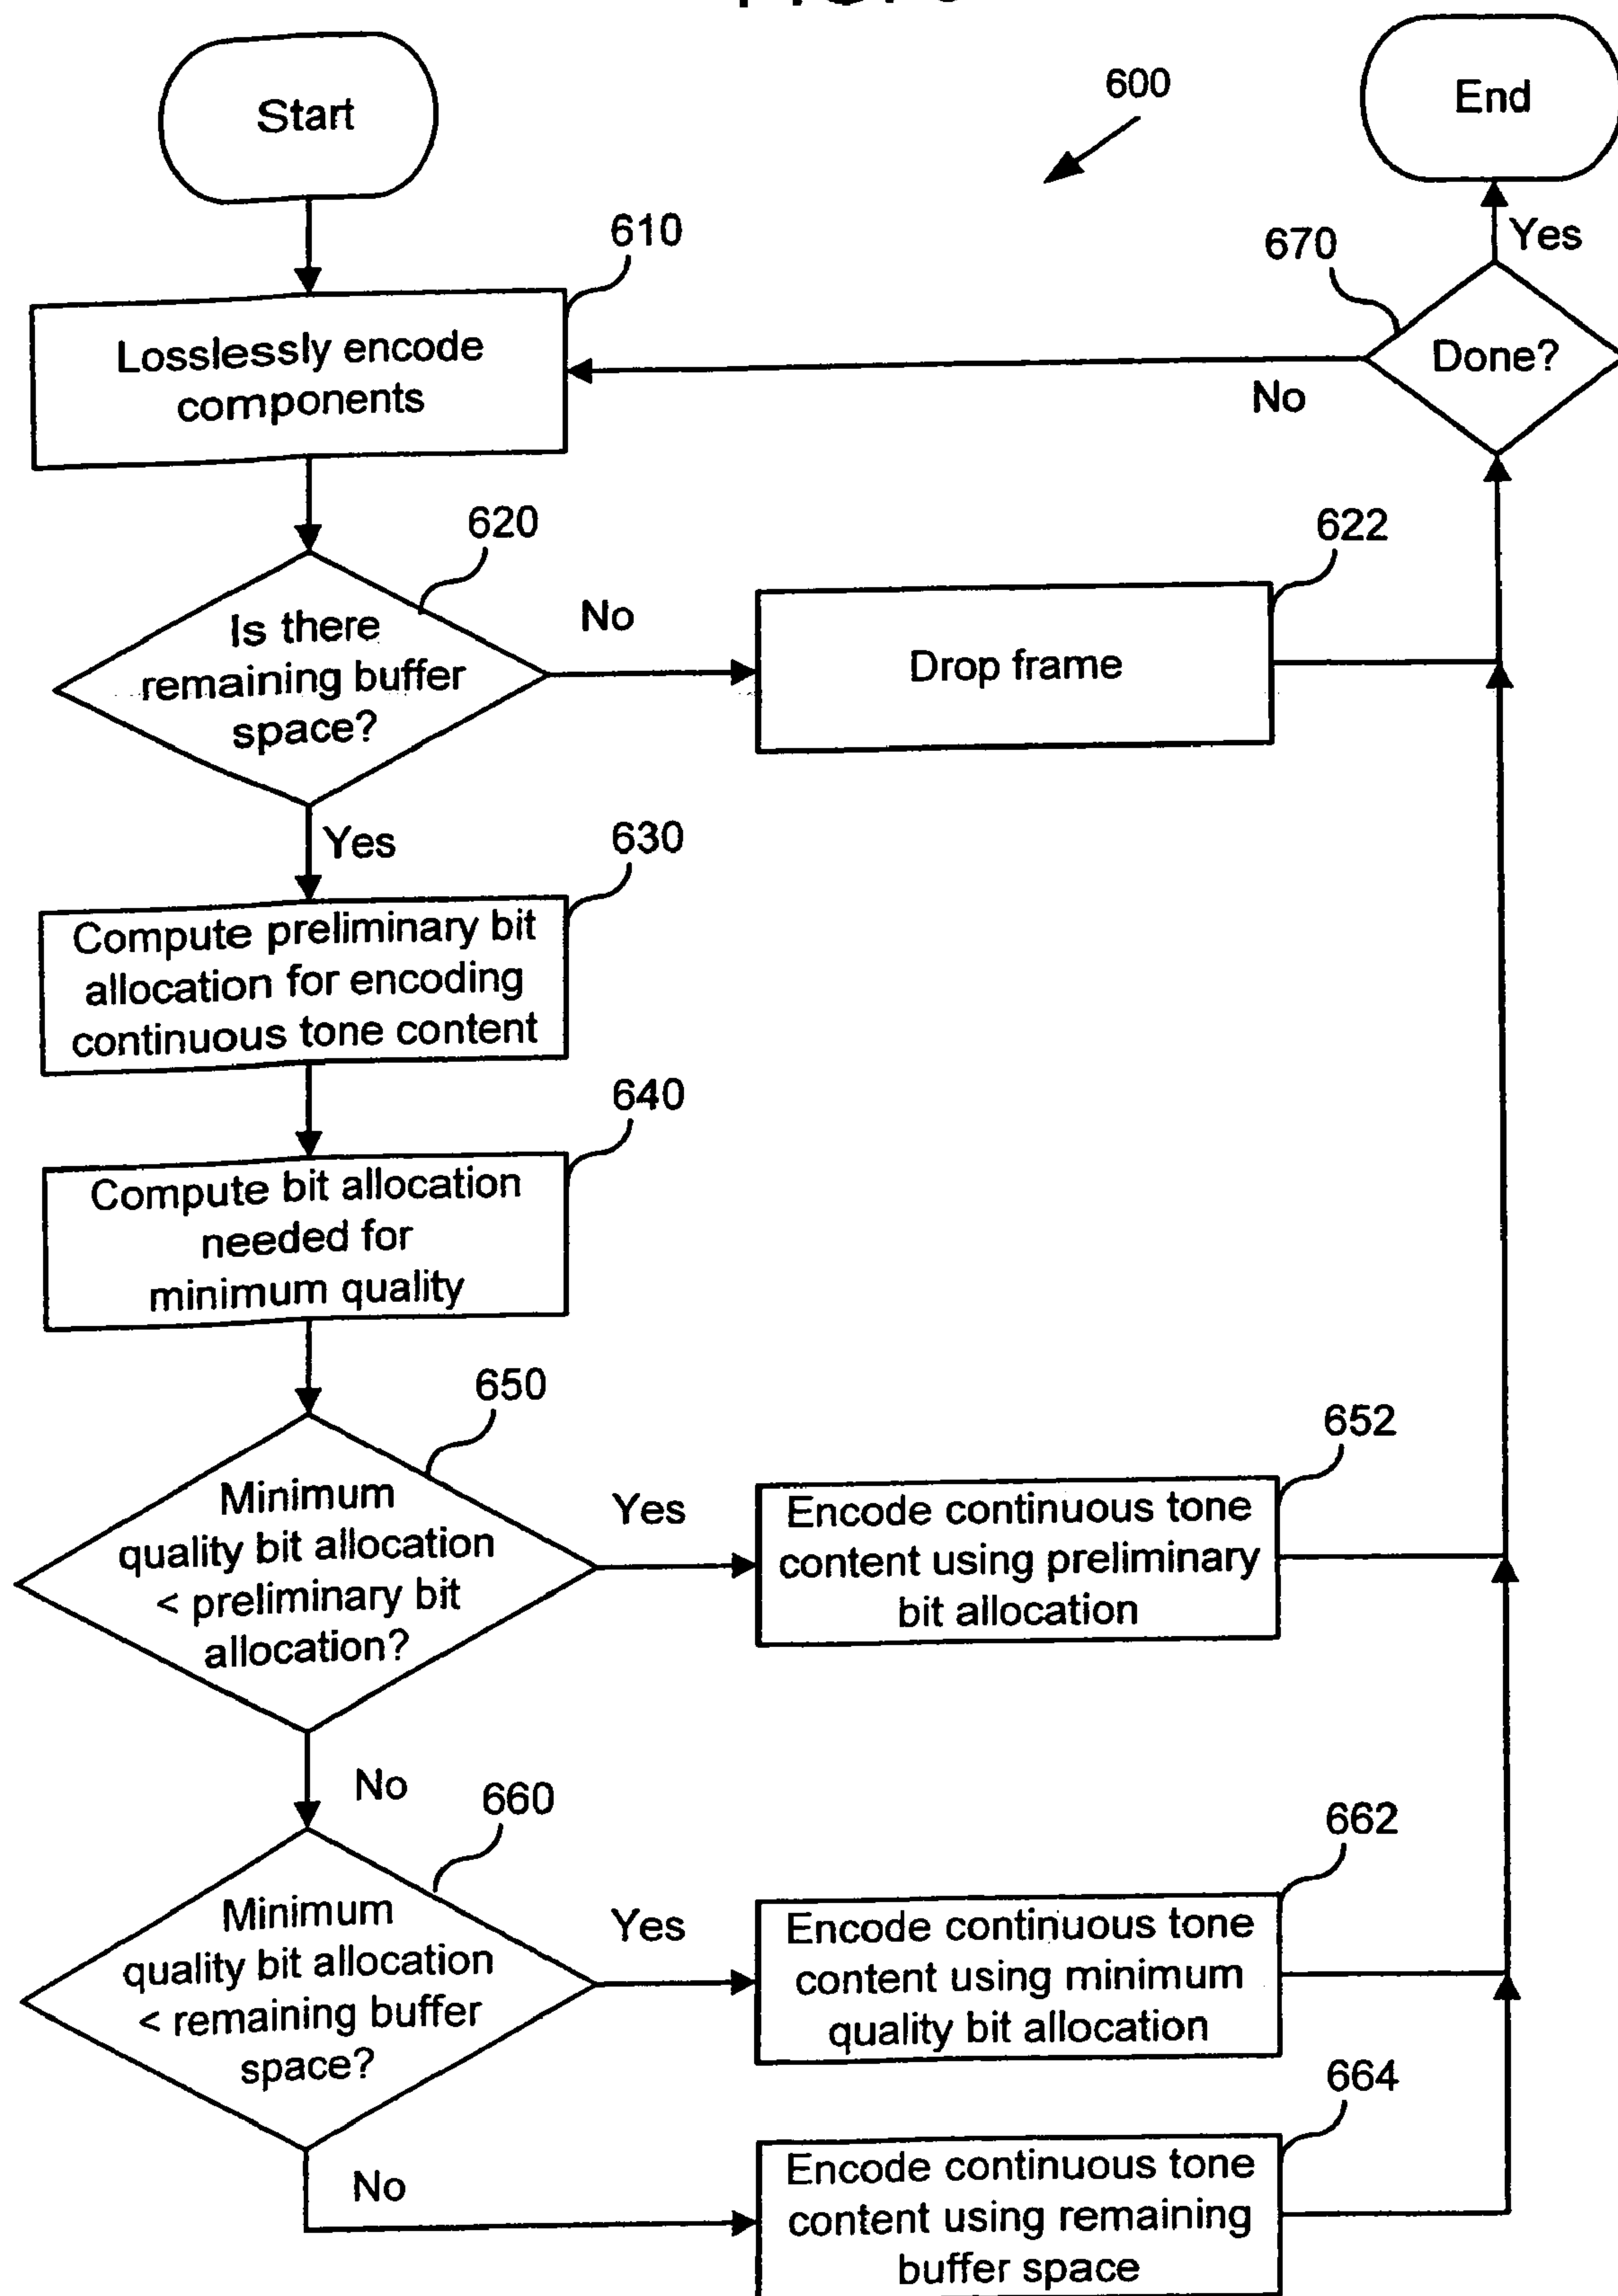 Start
600
End
610
670
Yes
Losslessly encode
components
Done?
No
620
622
Is there
remaining buffer
space?
No
Drop frame
Yes
630
Compute preliminary bit
allocation for encoding
continuous tone content
640
Compute bit allocation
needed for
minimum quality
650
652
Minimum
quality bit allocation
< preliminary bit
allocation?
Yes
Encode continuous tone
content using preliminary
bit allocation
No
660
662
Minimum
quality bit allocation
< remaining buffer
space?
Yes
Encode continuous tone
content using minimum
quality bit allocation
664
No
Encode continuous tone
content using remaining
buffer space